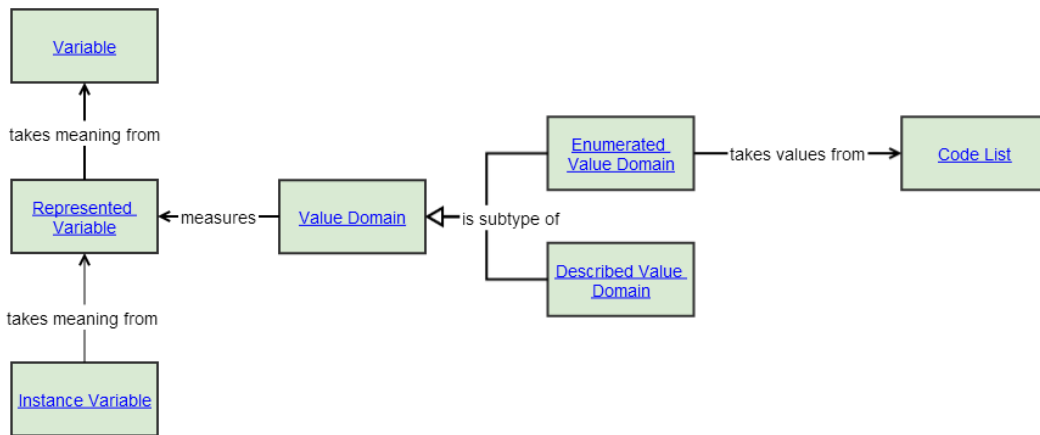 Variable
takes meaning from
Represented
Variable
measures
Value Domain
is subtype of
Enumerated
Value Domain
takes values from
Code List
Described Value
Domain
takes meaning from
Instance Variable